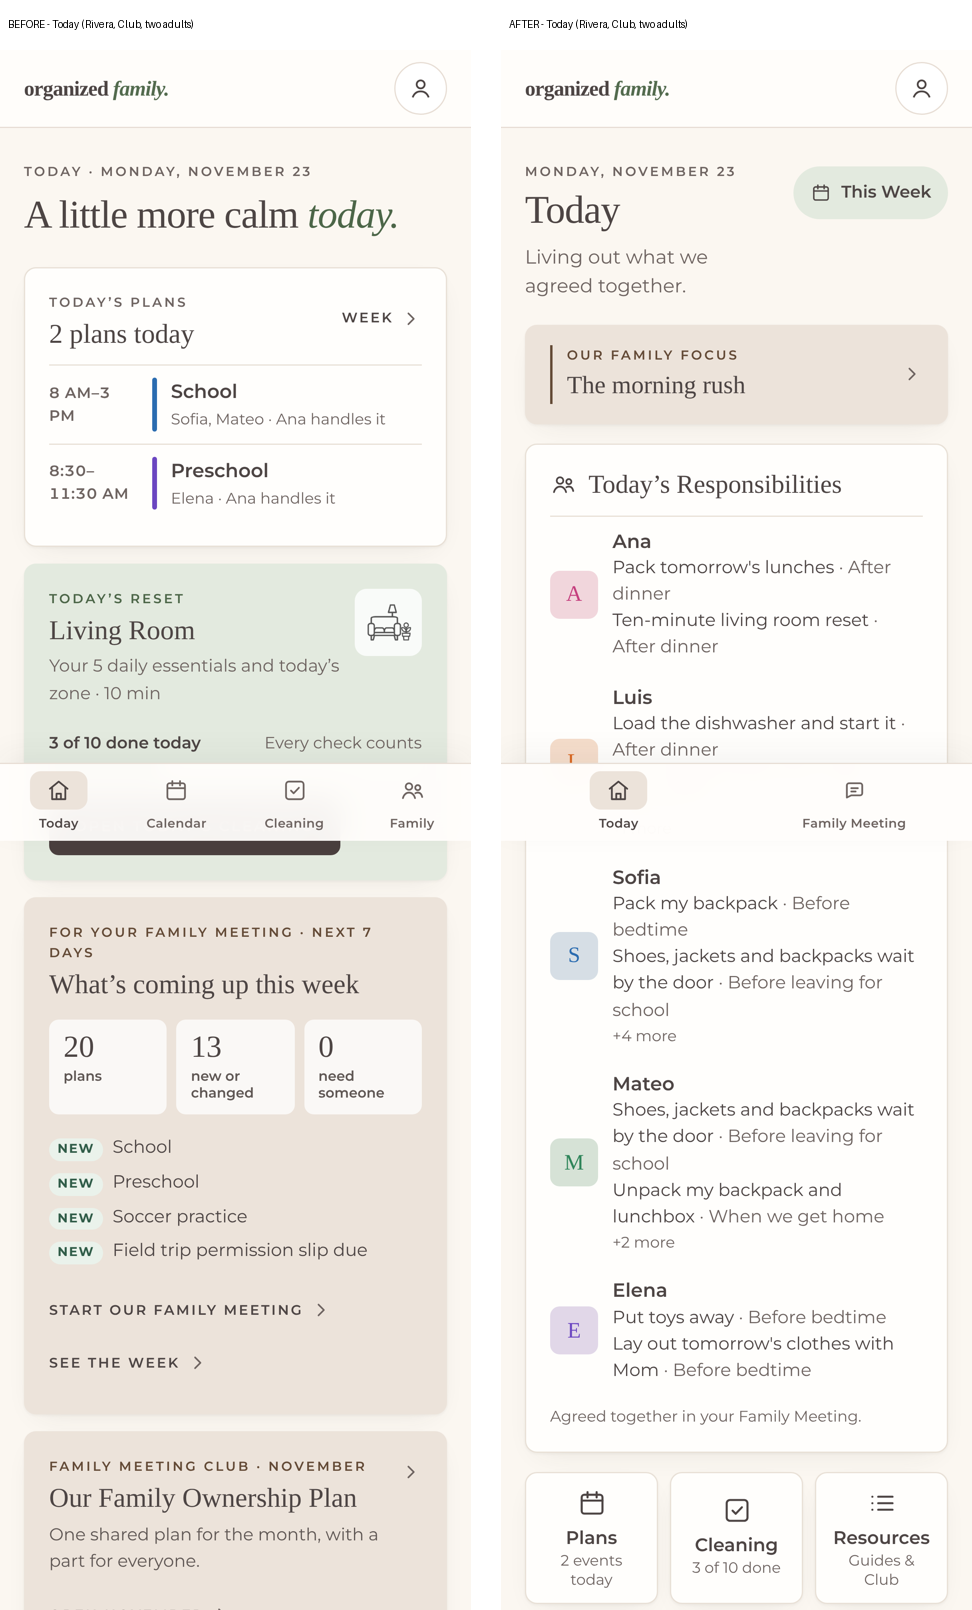 BEFORE - Today (Rivera, Club, two adults)
organized family.
TODAY · MONDAY, NOVEMBER 23
A little more calm today.
TODAY’S PLANS
2 plans today
WEEK
8 AM–3
PM
School
Sofia, Mateo · Ana handles it
8:30–
11:30 AM
Preschool
Elena · Ana handles it
TODAY’S RESET
Living Room
Your 5 daily essentials and today’s
zone · 10 min
3 of 10 done today
Every check counts
Today
Calendar
Cleaning
Family
FOR YOUR FAMILY MEETING · NEXT 7
DAYS
What’s coming up this week
20
plans
13
new or
changed
0
need
someone
NEW School
NEW Preschool
NEW Soccer practice
NEW Field trip permission slip due
START OUR FAMILY MEETING
SEE THE WEEK
FAMILY MEETING CLUB · NOVEMBER
Our Family Ownership Plan
One shared plan for the month, with a
part for everyone.
AFTER - Today (Rivera, Club, two adults)
organized family.
MONDAY, NOVEMBER 23
Today
This Week
Living out what we
agreed together.
OUR FAMILY FOCUS
The morning rush
Today’s Responsibilities
A
Ana
Pack tomorrow's lunches · After
dinner
Ten-minute living room reset ·
After dinner
L
Luis
Load the dishwasher and start it ·
After dinner
Today
Family Meeting
S
Sofia
Pack my backpack · Before
bedtime
Shoes, jackets and backpacks wait
by the door · Before leaving for
school
+4 more
M
Mateo
Shoes, jackets and backpacks wait
by the door · Before leaving for
school
Unpack my backpack and
lunchbox · When we get home
+2 more
E
Elena
Put toys away · Before bedtime
Lay out tomorrow's clothes with
Mom · Before bedtime
Agreed together in your Family Meeting.
Plans
2 events
today
Cleaning
3 of 10 done
Resources
Guides &
Club